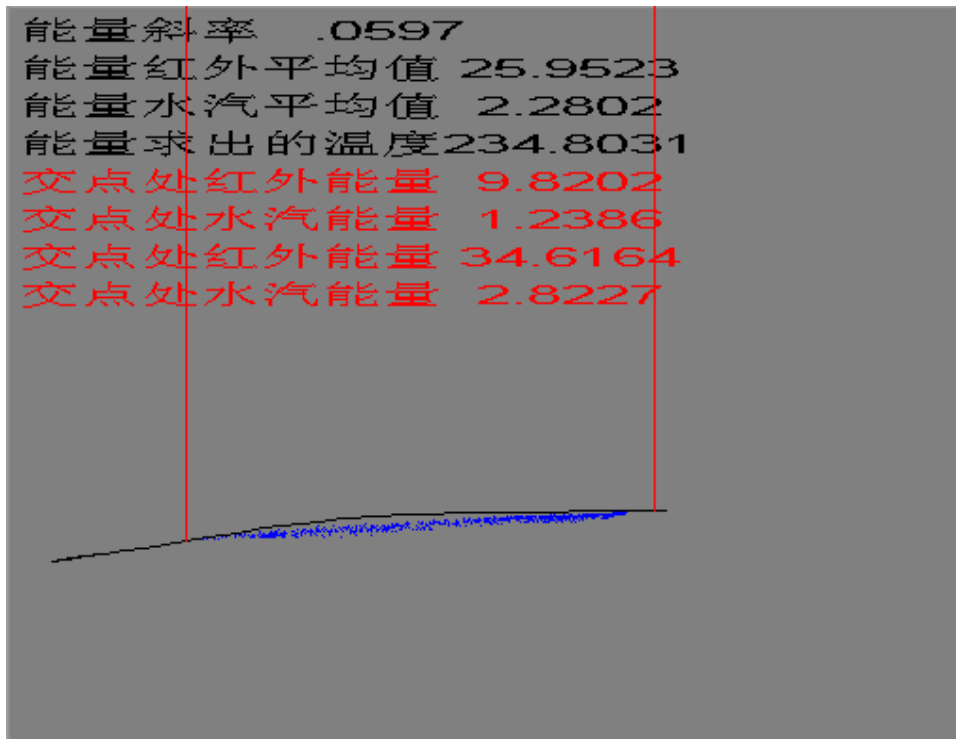 能量斜率 .0597
能量红外平均值 25.9523
能量水汽平均值 2.2802
能量求出的温度234.8031
交点处红外能量 9.8202
交点处水汽能量 1.2386
交点处红外能量 34.6164
交点处水汽能量 2.8227